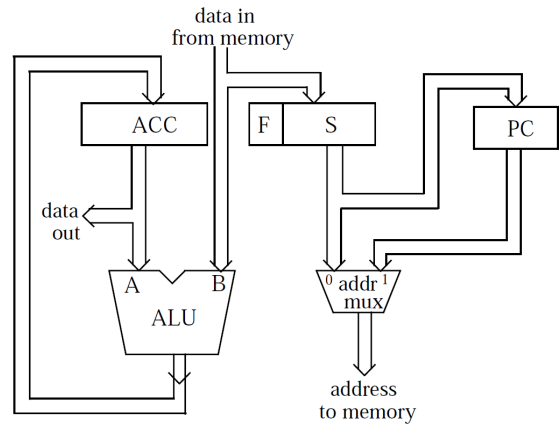 data in
from memory
ACC
F
S
PC
data
out
A
B
0
addr
1
mux
ALU
address
to memory